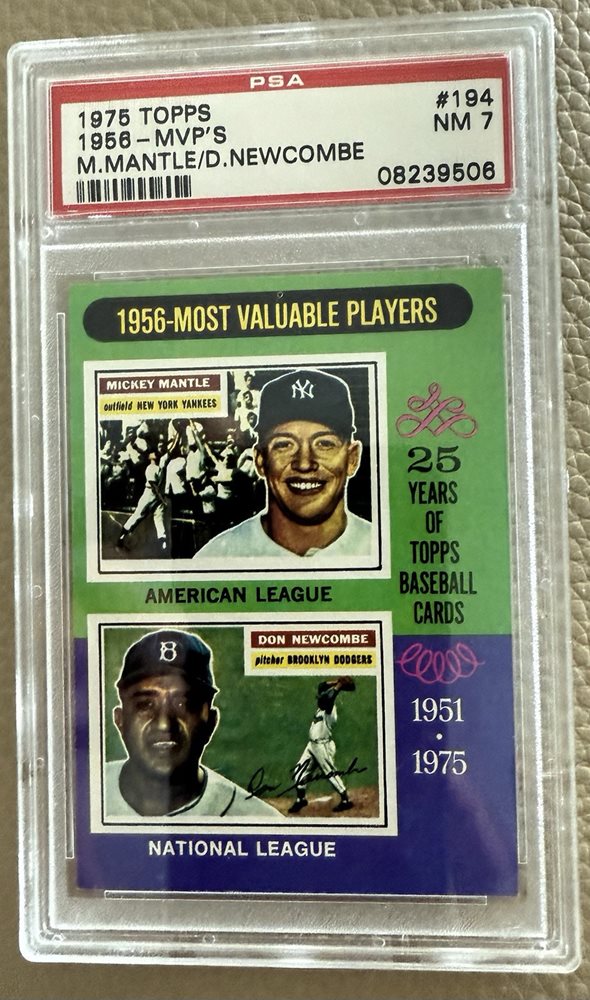 PSA
1975 TOPPS #194
1956-MVP'S NM 7
M.MANTLE/D.NEWCOMBE
08239506
1956-MOST VALUABLE PLAYERS
MICKEY MANTLE
outfield NEW YORK YANKEES
NY
AMERICAN LEAGUE
25
YEARS
OF
TOPPS
BASEBALL
CARDS
DON NEWCOMBE
pitcher BROOKLYN DODGERS
B
Don Newcombe
NATIONAL LEAGUE
1951
•
1975